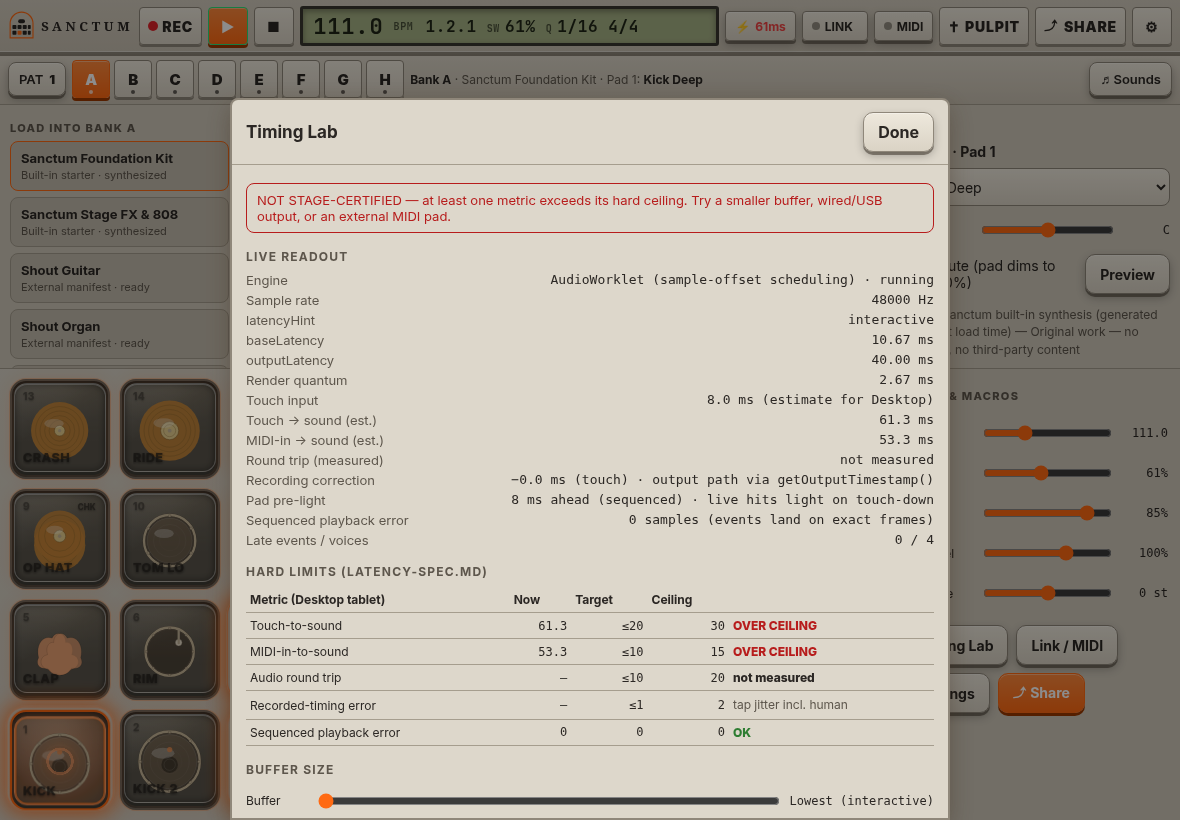 SANCTUM
REC
111.0 BPM 1.2.1 SW 61% Q 1/16 4/4
⚡ 61ms
LINK
MIDI
✝ PULPIT
⤴ SHARE
⚙
PAT 1
A
B
C
D
E
F
G
H
Bank A · Sanctum Foundation Kit · Pad 1: Kick Deep
♬ Sounds
LOAD INTO BANK A
Sanctum Foundation Kit
Built-in starter · synthesized
Sanctum Stage FX & 808
Built-in starter · synthesized
Shout Guitar
External manifest · ready
Shout Organ
External manifest · ready
13
CRASH
14
RIDE
9
CHK
OP HAT
10
TOM LO
5
CLAP
6
RIM
1
KICK
2
KICK 2
Timing Lab
Done
NOT STAGE-CERTIFIED — at least one metric exceeds its hard ceiling. Try a smaller buffer, wired/USB
output, or an external MIDI pad.
LIVE READOUT
Engine AudioWorklet (sample-offset scheduling) · running
Sample rate 48000 Hz
latencyHint interactive
baseLatency 10.67 ms
outputLatency 40.00 ms
Render quantum 2.67 ms
Touch input 8.0 ms (estimate for Desktop)
Touch → sound (est.) 61.3 ms
MIDI-in → sound (est.) 53.3 ms
Round trip (measured) not measured
Recording correction −0.0 ms (touch) · output path via getOutputTimestamp()
Pad pre-light 8 ms ahead (sequenced) · live hits light on touch-down
Sequenced playback error 0 samples (events land on exact frames)
Late events / voices 0 / 4
HARD LIMITS (LATENCY-SPEC.MD)
Metric (Desktop tablet) Now Target Ceiling
Touch-to-sound 61.3 ≤20 30 OVER CEILING
MIDI-in-to-sound 53.3 ≤10 15 OVER CEILING
Audio round trip — ≤10 20 not measured
Recorded-timing error — ≤1 2 tap jitter incl. human
Sequenced playback error 0 0 0 OK
BUFFER SIZE
Buffer Lowest (interactive)
· Pad 1
Deep
C
ute (pad dims to
0%)
Preview
anctum built-in synthesis (generated
t load time) — Original work — no
, no third-party content
& MACROS
111.0
61%
85%
100%
0 st
ng Lab
Link / MIDI
ngs
⤴ Share